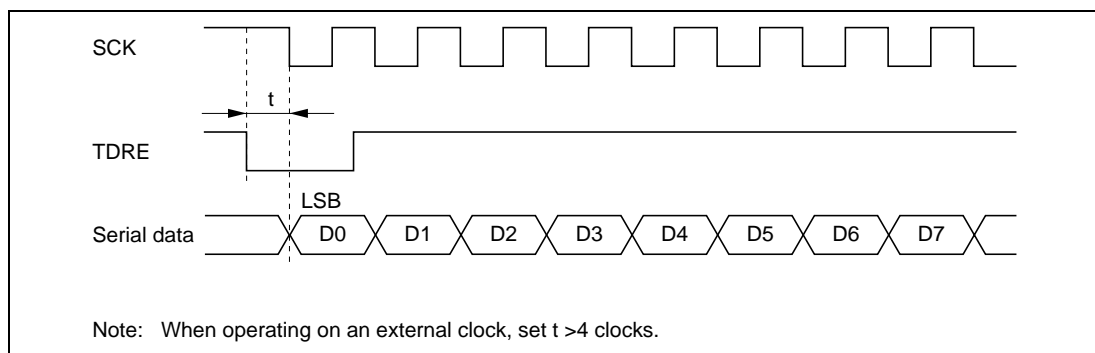 SCK
t
TDRE
LSB
Serial data D0 D1 D2 D3 D4 D5 D6 D7
Note: When operating on an external clock, set t >4 clocks.